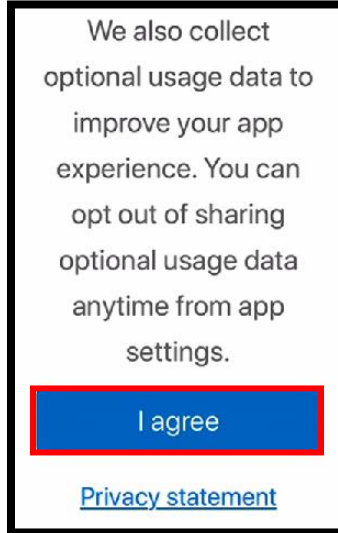 We also collect
optional usage data to
improve your app
experience. You can
opt out of sharing
optional usage data
anytime from app
settings.
I agree
Privacy statement